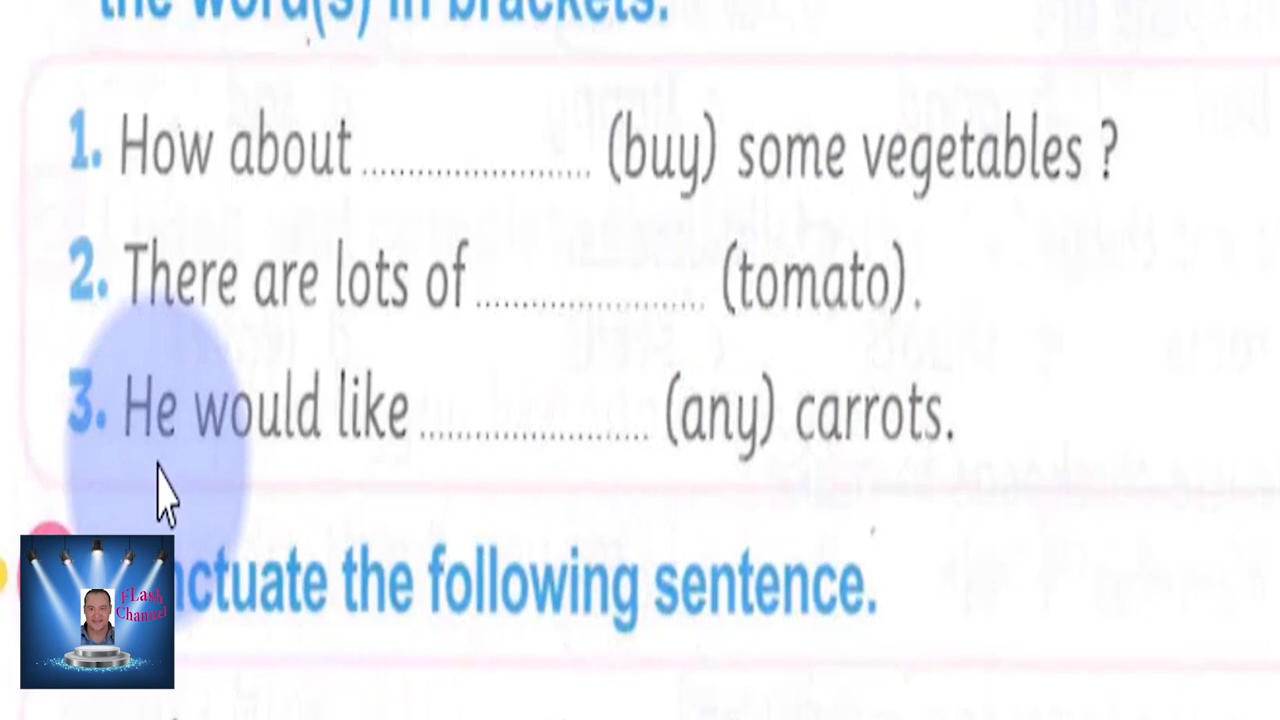 the word(s) in brackets.
1. How about ........................ (buy) some vegetables ?
2. There are lots of ........................ (tomato).
3. He would like ........................ (any) carrots.
nctuate the following sentence.
FLash
Channel